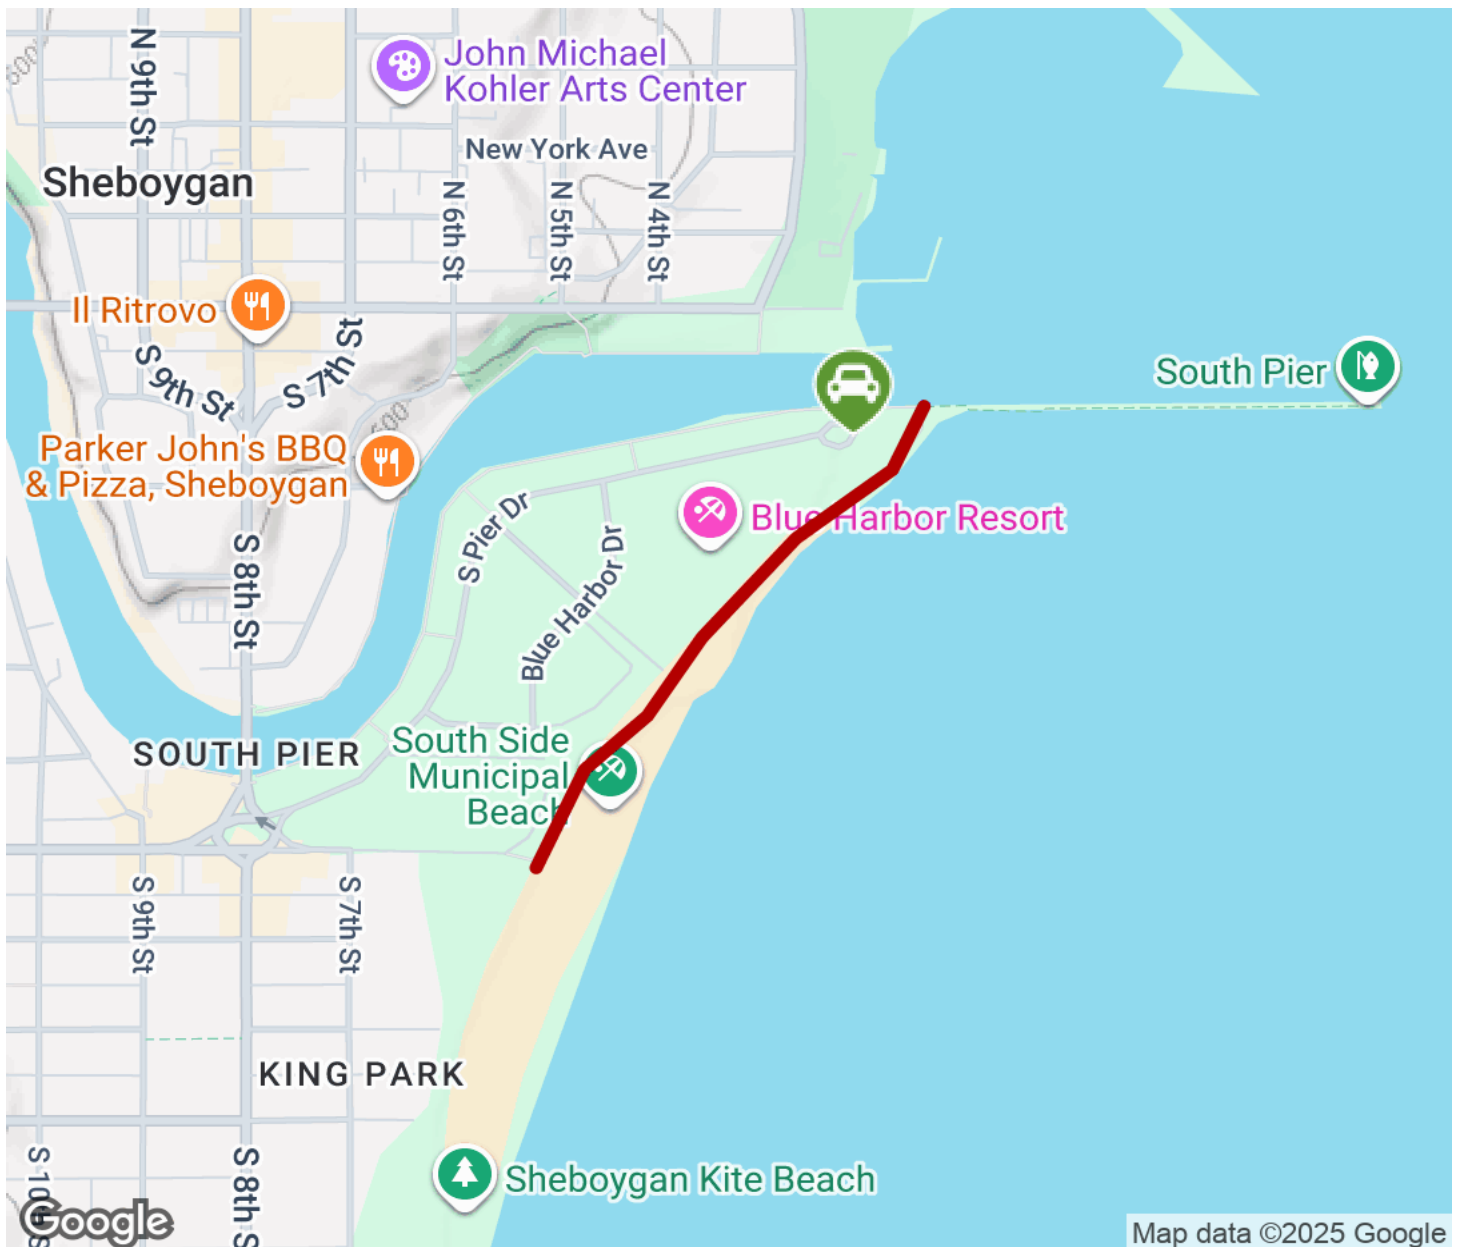 N 9th St
John Michael
Kohler Arts Center
New York Ave
Sheboygan
N 6th St
N 5th St
N 4th St
Il Ritrovo
S 9th St
S 7th St
South Pier
600
Parker John's BBQ
& Pizza, Sheboygan
S Pier Dr
Blue Harbor Resort
Blue Harbor Dr
S 8th St
SOUTH PIER
South Side
Municipal
Beach
S 9th St
S 7th St
KING PARK
S 8th S
Sheboygan Kite Beach
Google
Map data ©2025 Google